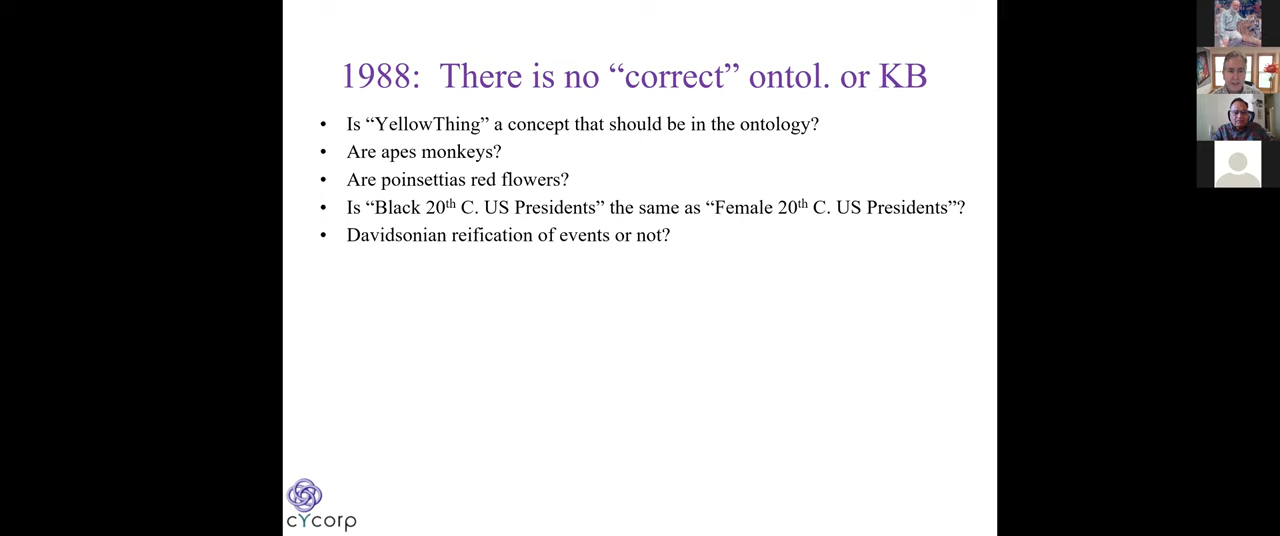 1988: There is no “correct” ontol. or KB
• Is “YellowThing” a concept that should be in the ontology?
• Are apes monkeys?
• Are poinsettias red flowers?
• Is “Black 20th C. US Presidents” the same as “Female 20th C. US Presidents”?
• Davidsonian reification of events or not?
cYcorp